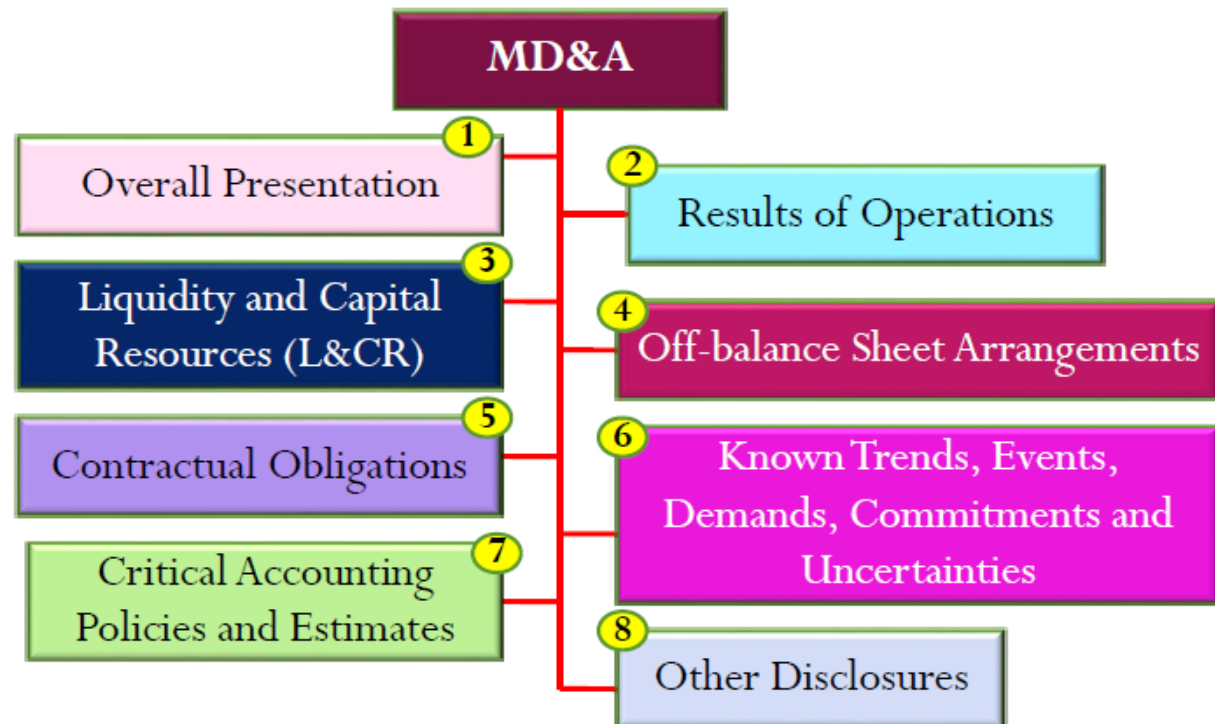 MD&A
1
Overall Presentation
2
Results of Operations
3
Liquidity and Capital
Resources (L&CR)
4
Off-balance Sheet Arrangements
5
Contractual Obligations
6
Known Trends, Events,
Demands, Commitments and
Uncertainties
7
Critical Accounting
Policies and Estimates
8
Other Disclosures